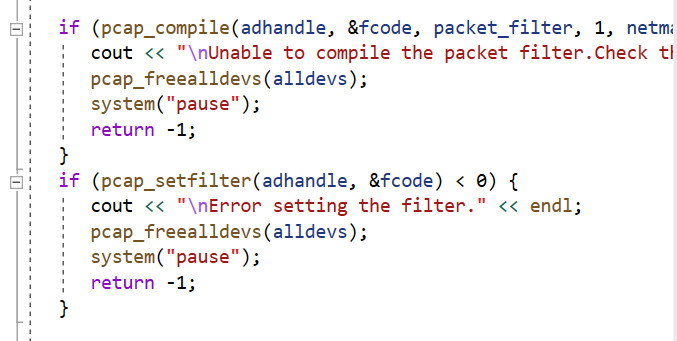 if (pcap_compile(adhandle, &fcode, packet_filter, 1, netma
cout << "\nUnable to compile the packet filter.Check th
pcap_freealldevs(alldevs);
system("pause");
return -1;
}
if (pcap_setfilter(adhandle, &fcode) < 0) {
cout << "\nError setting the filter." << endl;
pcap_freealldevs(alldevs);
system("pause");
return -1;
}